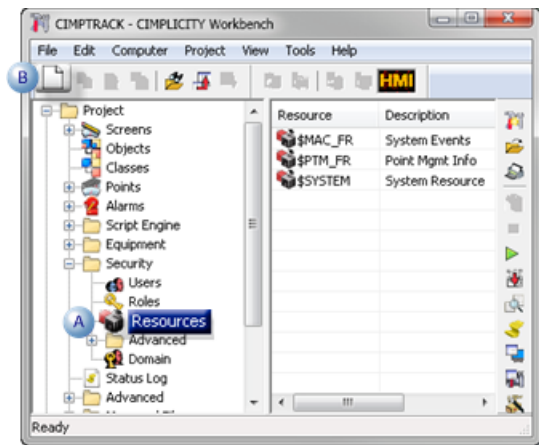 CIMPTRACK - CIMPLICITY Workbench
File Edit Computer Project View Tools Help
B
HMI
Project
Screens
Objects
Classes
Points
Alarms
Script Engine
Equipment
Security
Users
Roles
A Resources
Advanced
Domain
Status Log
Advanced
Resource Description
$MAC_FR System Events
$PTM_FR Point Mgmt Info
$SYSTEM System Resource
Ready